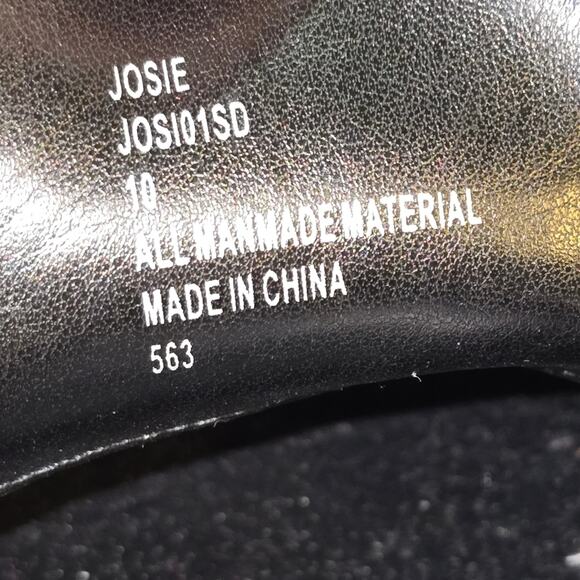 JOSIE
JOSI01SD
10
ALL MANMADE MATERIAL
MADE IN CHINA
563